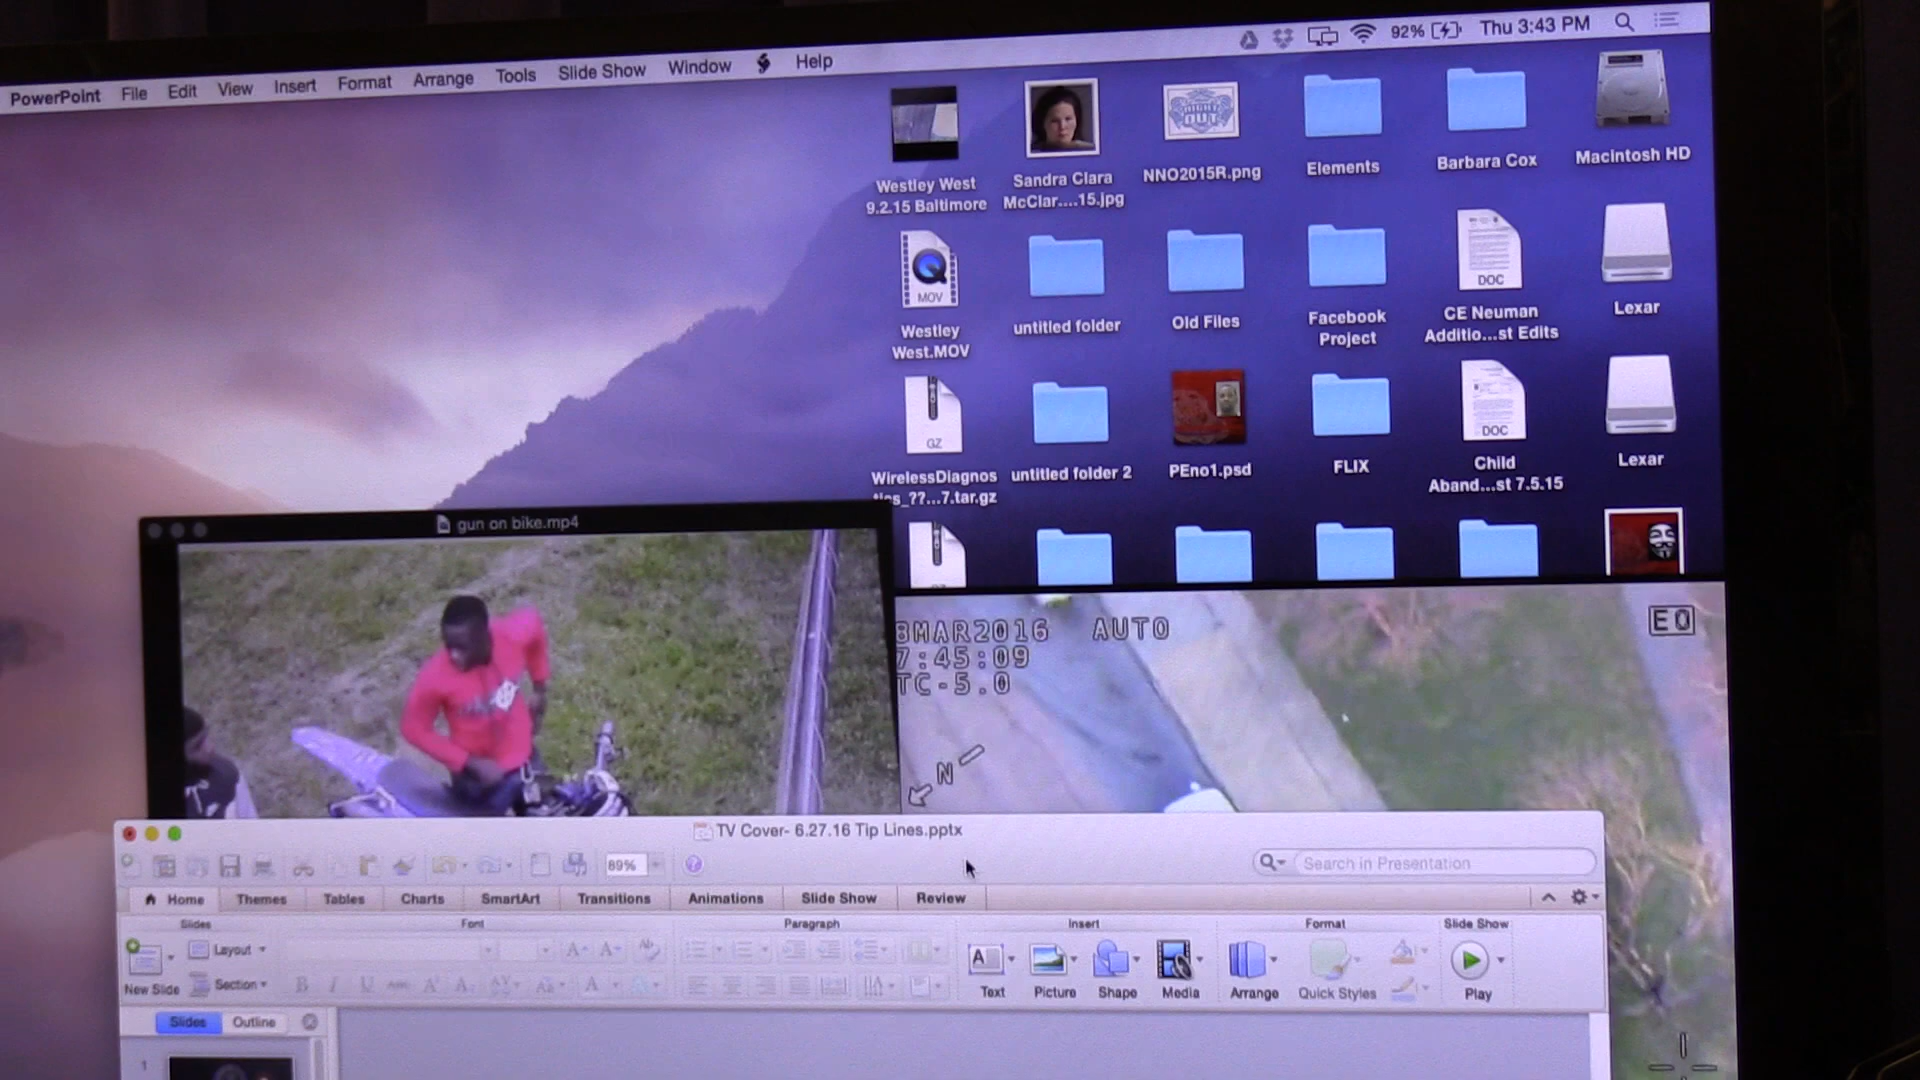 PowerPoint File Edit View Insert Format Arrange Tools Slide Show Window Help 92% Thu 3:43 PM
Westley West
9.2.15 Baltimore
Sandra Clara
McClar....15.jpg
NIGHT
OUT
NNO2015R.png
Elements
Barbara Cox
Macintosh HD
MOV
Westley
West.MOV
untitled folder
Old Files
Facebook
Project
DOC
CE Neuman
Additio...st Edits
Lexar
GZ
WirelessDiagnos
tics_??...7.tar.gz
untitled folder 2
PEno1.psd
FLIX
DOC
Child
Aband...st 7.5.15
Lexar
gun on bike.mp4
8MAR2016 AUTO
7:45:09
TC-5.0
EO
N
TV Cover- 6.27.16 Tip Lines.pptx
89%
Search in Presentation
Home Themes Tables Charts SmartArt Transitions Animations Slide Show Review
Slides Font Paragraph Insert Format Slide Show
Layout
New Slide Section
Text Picture Shape Media Arrange Quick Styles Play
Slides Outline
1